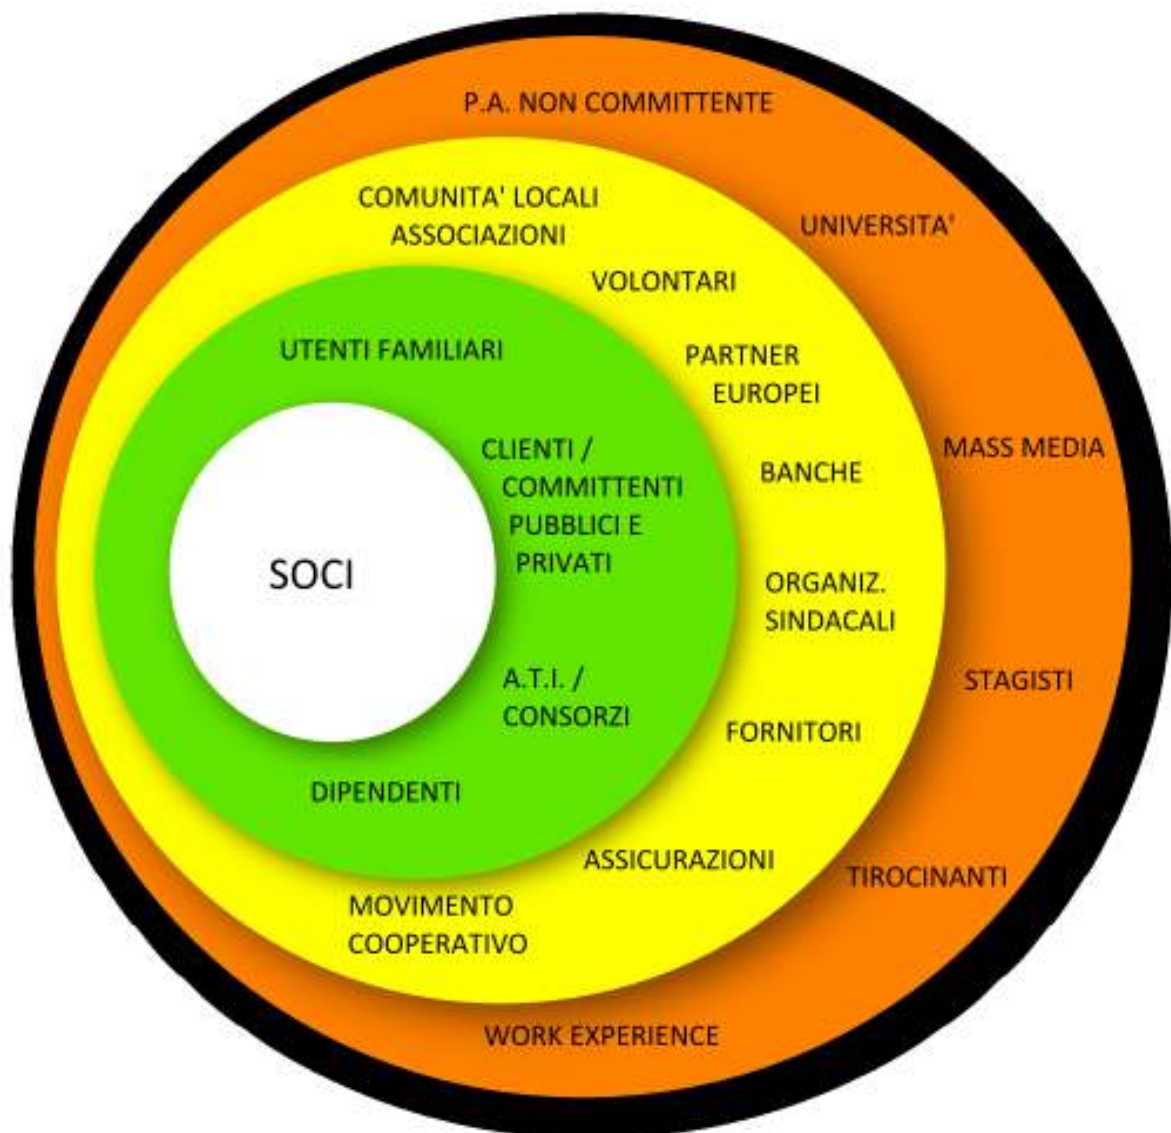 P.A. NON COMMITTENTE
COMUNITA' LOCALI
ASSOCIAZIONI
UNIVERSITA'
VOLONTARI
UTENTI FAMILIARI
PARTNER
EUROPEI
CLIENTI /
COMMITTENTI
PUBBLICI E
PRIVATI
MASS MEDIA
BANCHE
SOCI
ORGANIZ.
SINDACALI
A.T.I. /
CONSORZI
STAGISTI
FORNITORI
DIPENDENTI
ASSICURAZIONI
TIROCINANTI
MOVIMENTO
COOPERATIVO
WORK EXPERIENCE